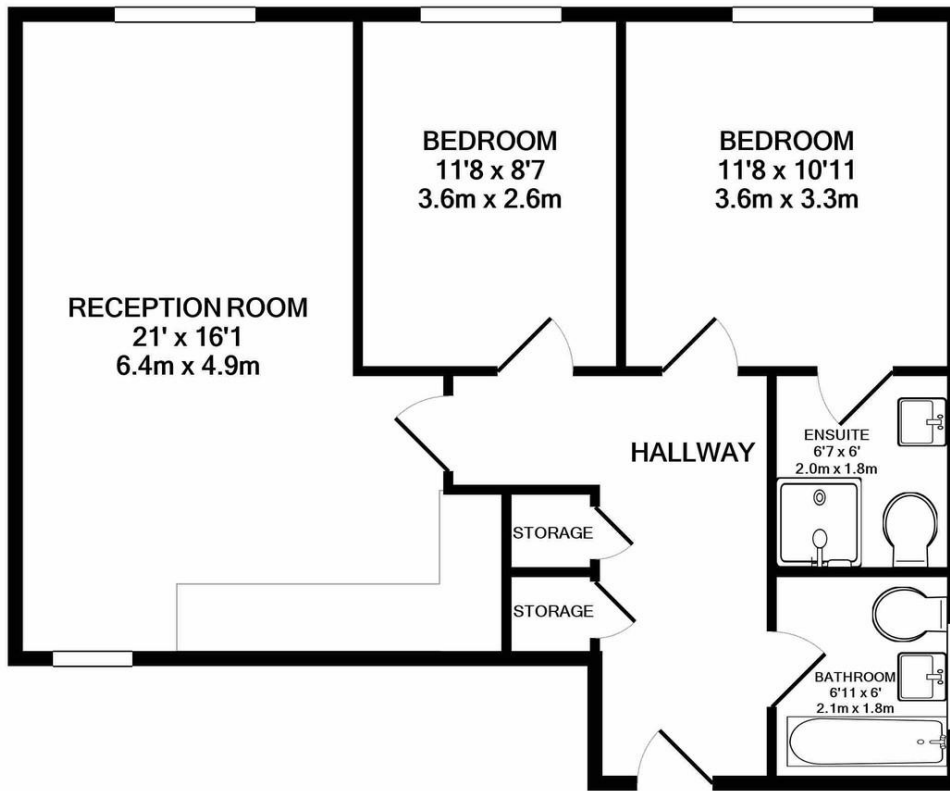 BEDROOM
11'8 x 8'7
3.6m x 2.6m
BEDROOM
11'8 x 10'11
3.6m x 3.3m
RECEPTION ROOM
21' x 16'1
6.4m x 4.9m
HALLWAY
ENSUITE
6'7 x 6'
2.0m x 1.8m
STORAGE
STORAGE
BATHROOM
6'11 x 6'
2.1m x 1.8m